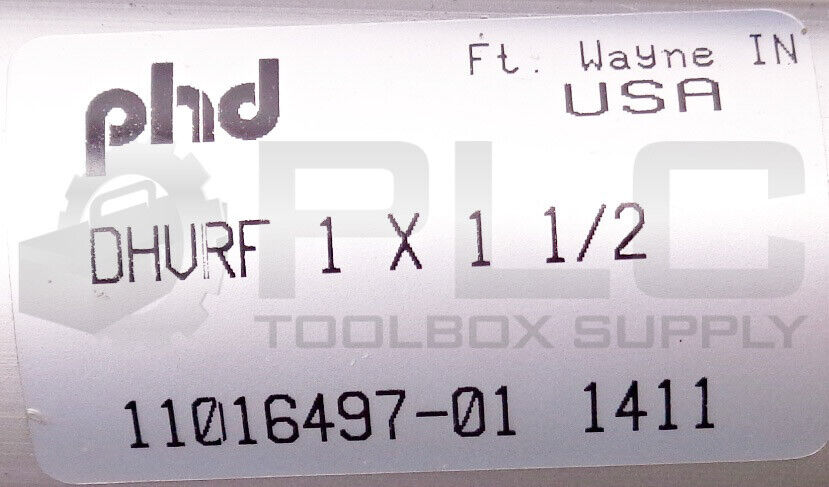 phd
Ft. Wayne IN
USA
DHVRF 1 X 1 1/2
PLC
TOOLBOX SUPPLY
11016497-01 1411